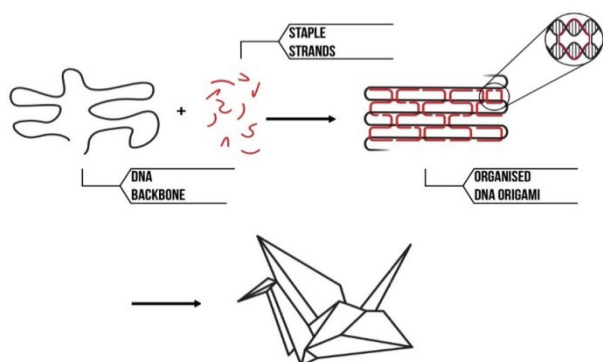 STAPLE
STRANDS
+
DNA
BACKBONE
ORGANISED
DNA ORIGAMI